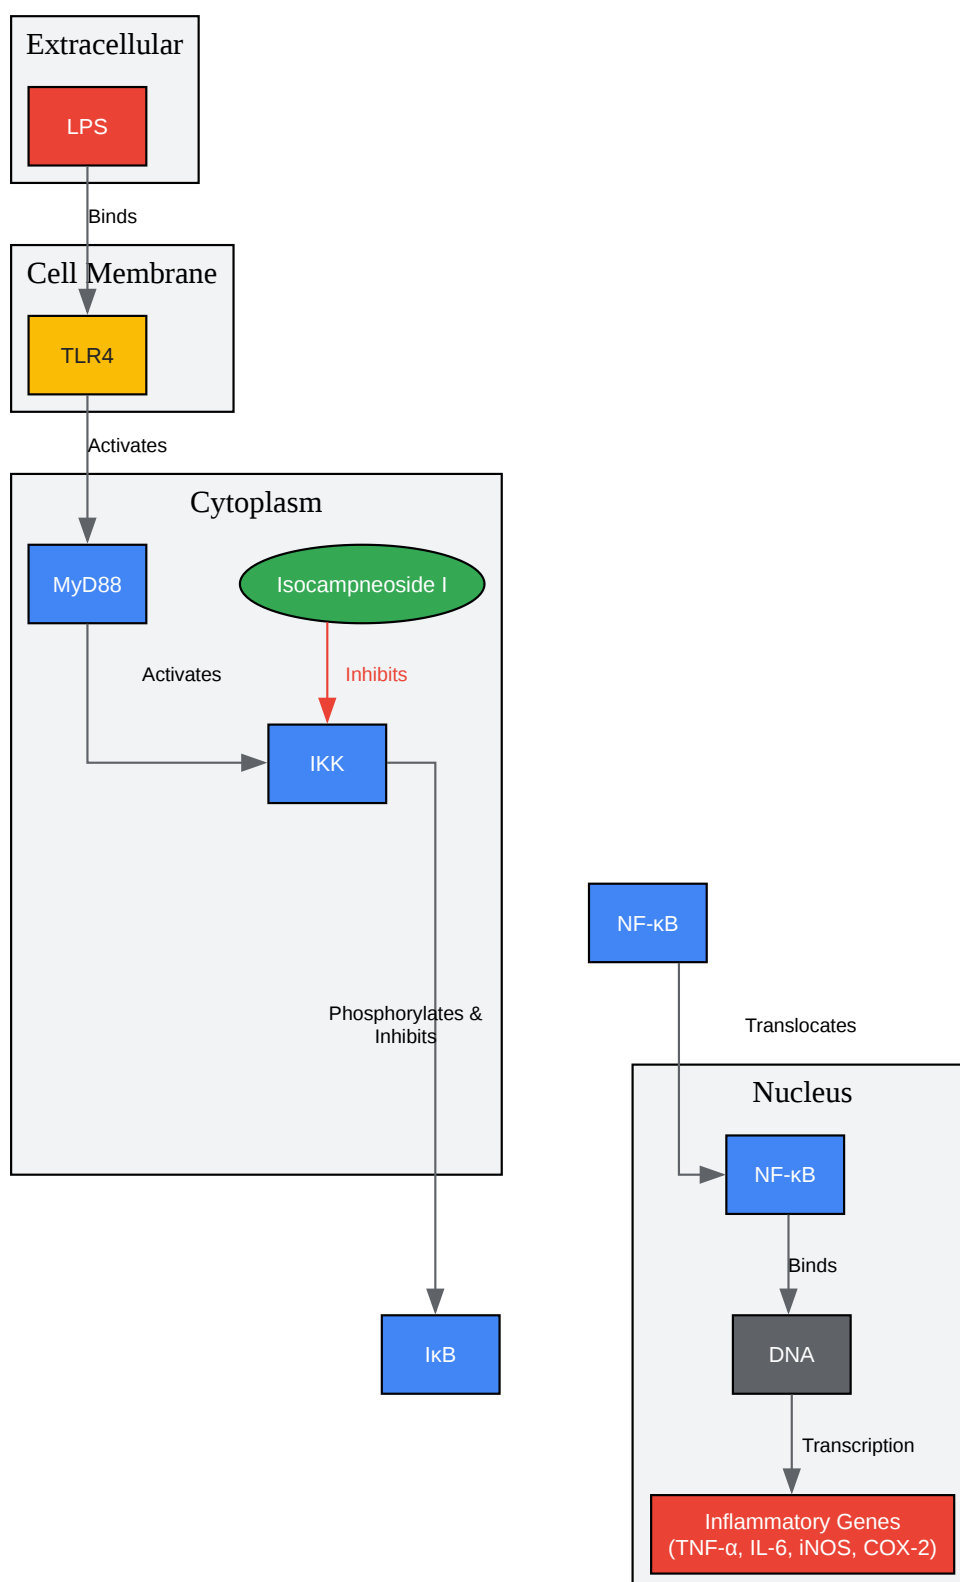 Extracellular
LPS
Binds
Cell Membrane
TLR4
Activates
Cytoplasm
MyD88
Isocampneoside I
Activates
Inhibits
IKK
NF-κB
Phosphorylates &
Inhibits
Translocates
Nucleus
NF-κB
Binds
IκB
DNA
Transcription
Inflammatory Genes
(TNF-α, IL-6, iNOS, COX-2)